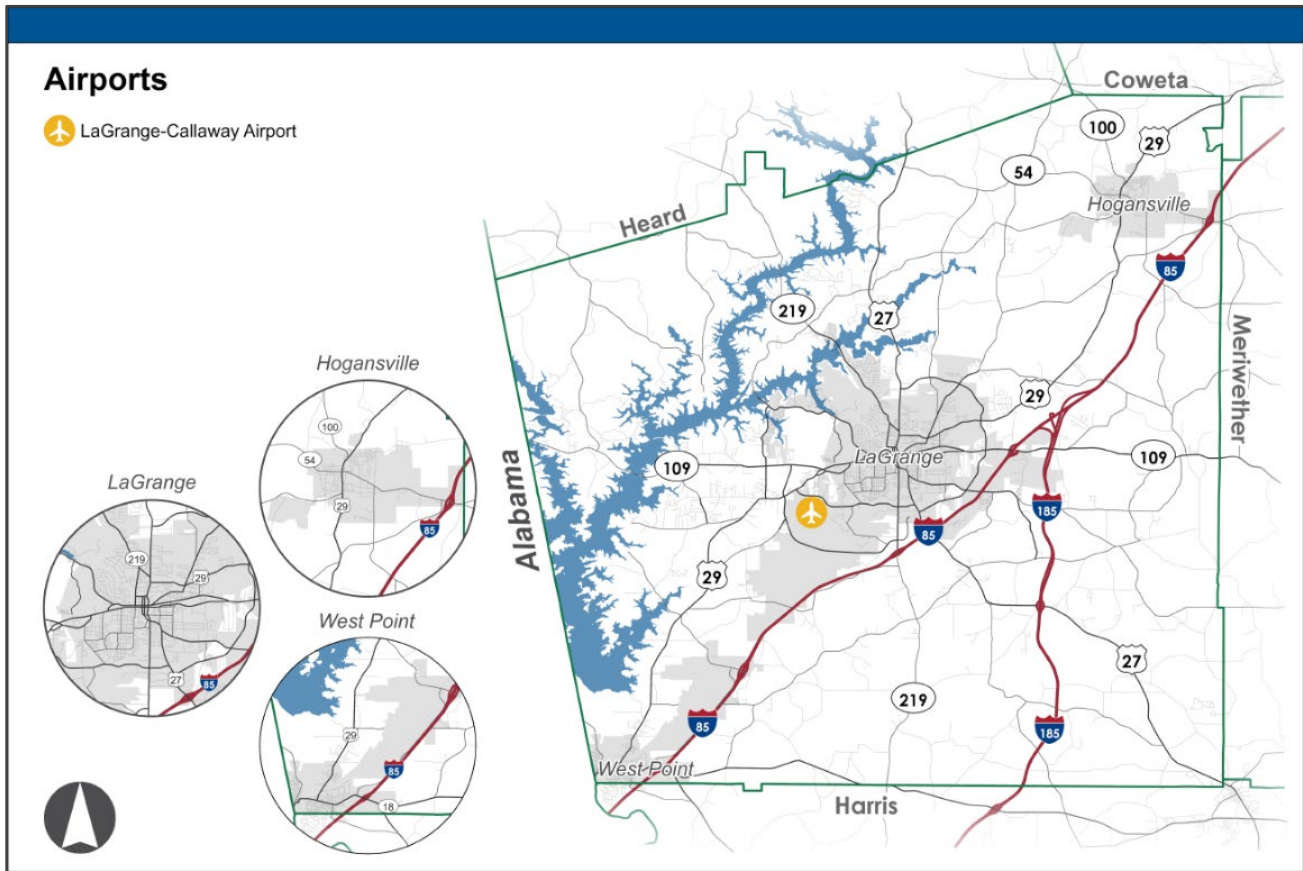 Airports
LaGrange-Callaway Airport
Coweta
100
29
54
Hogansville
Heard
85
219
27
Meriwether
Hogansville
29
100
54
29
85
Alabama
LaGrange
109
LaGrange
109
219
29
27
85
185
85
29
West Point
29
85
18
27
219
85
185
West Point
Harris